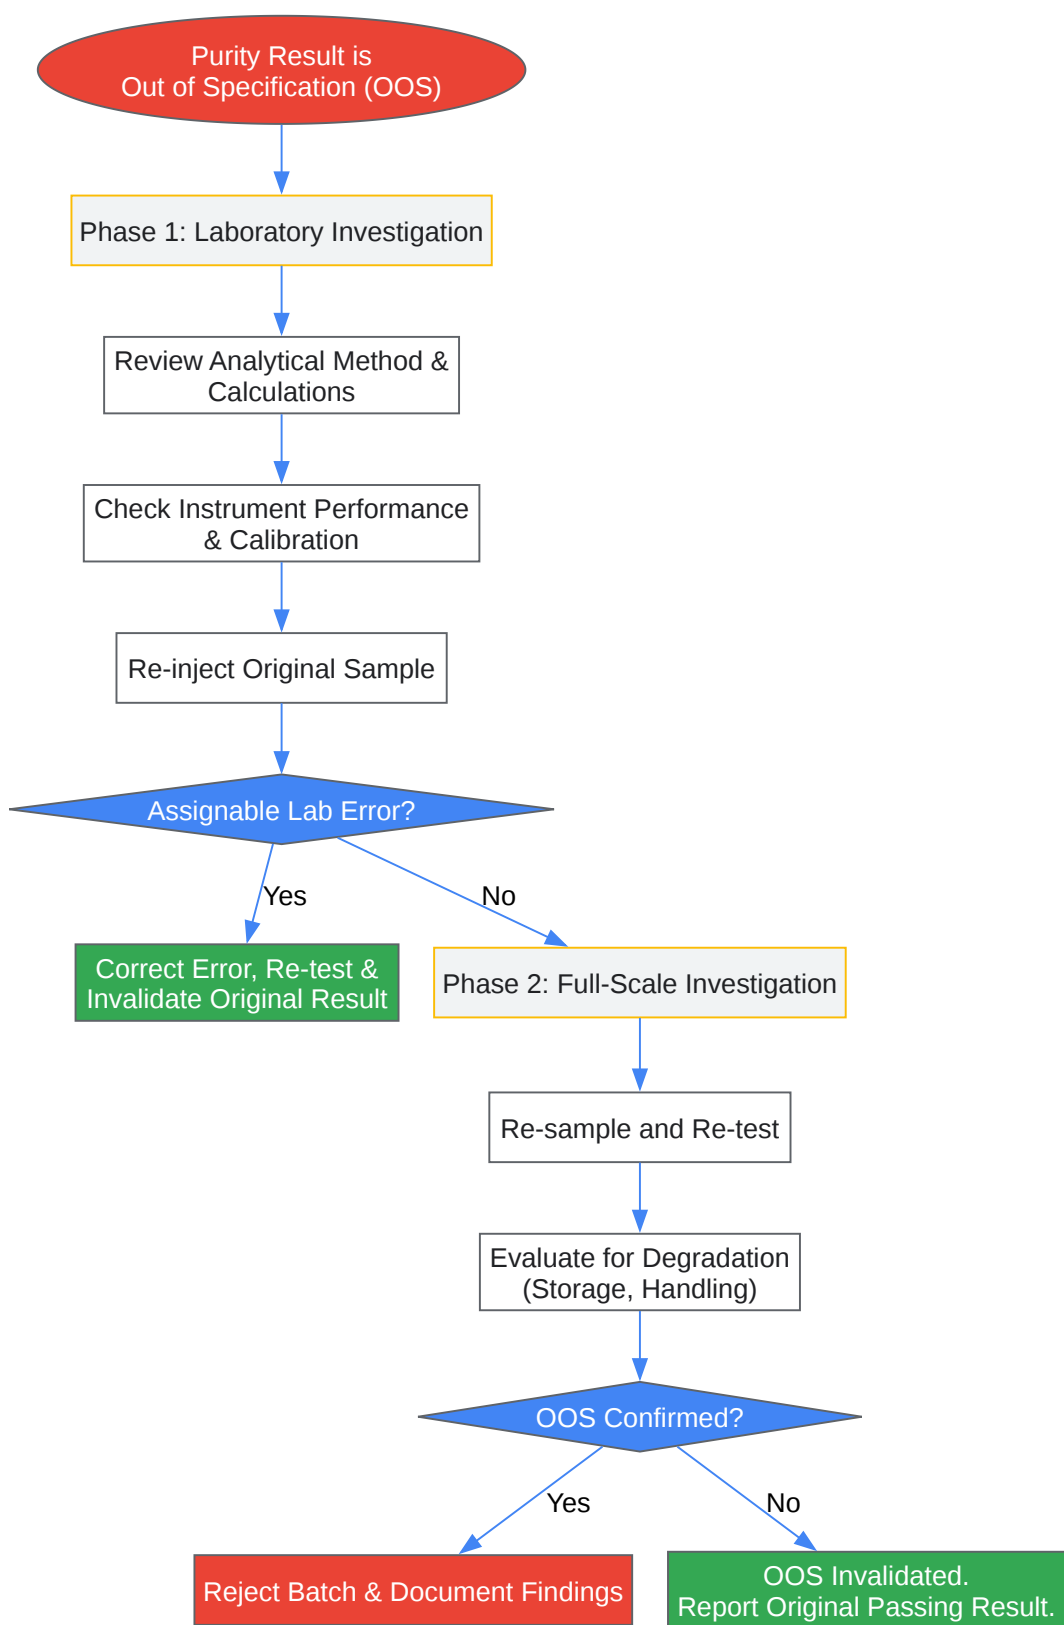 Purity Result is
Out of Specification (OOS)
Phase 1: Laboratory Investigation
Review Analytical Method &
Calculations
Check Instrument Performance
& Calibration
Re-inject Original Sample
Assignable Lab Error?
Yes
No
Correct Error, Re-test &
Invalidate Original Result
Phase 2: Full-Scale Investigation
Re-sample and Re-test
Evaluate for Degradation
(Storage, Handling)
OOS Confirmed?
Yes
No
Reject Batch & Document Findings
OOS Invalidated.
Report Original Passing Result.